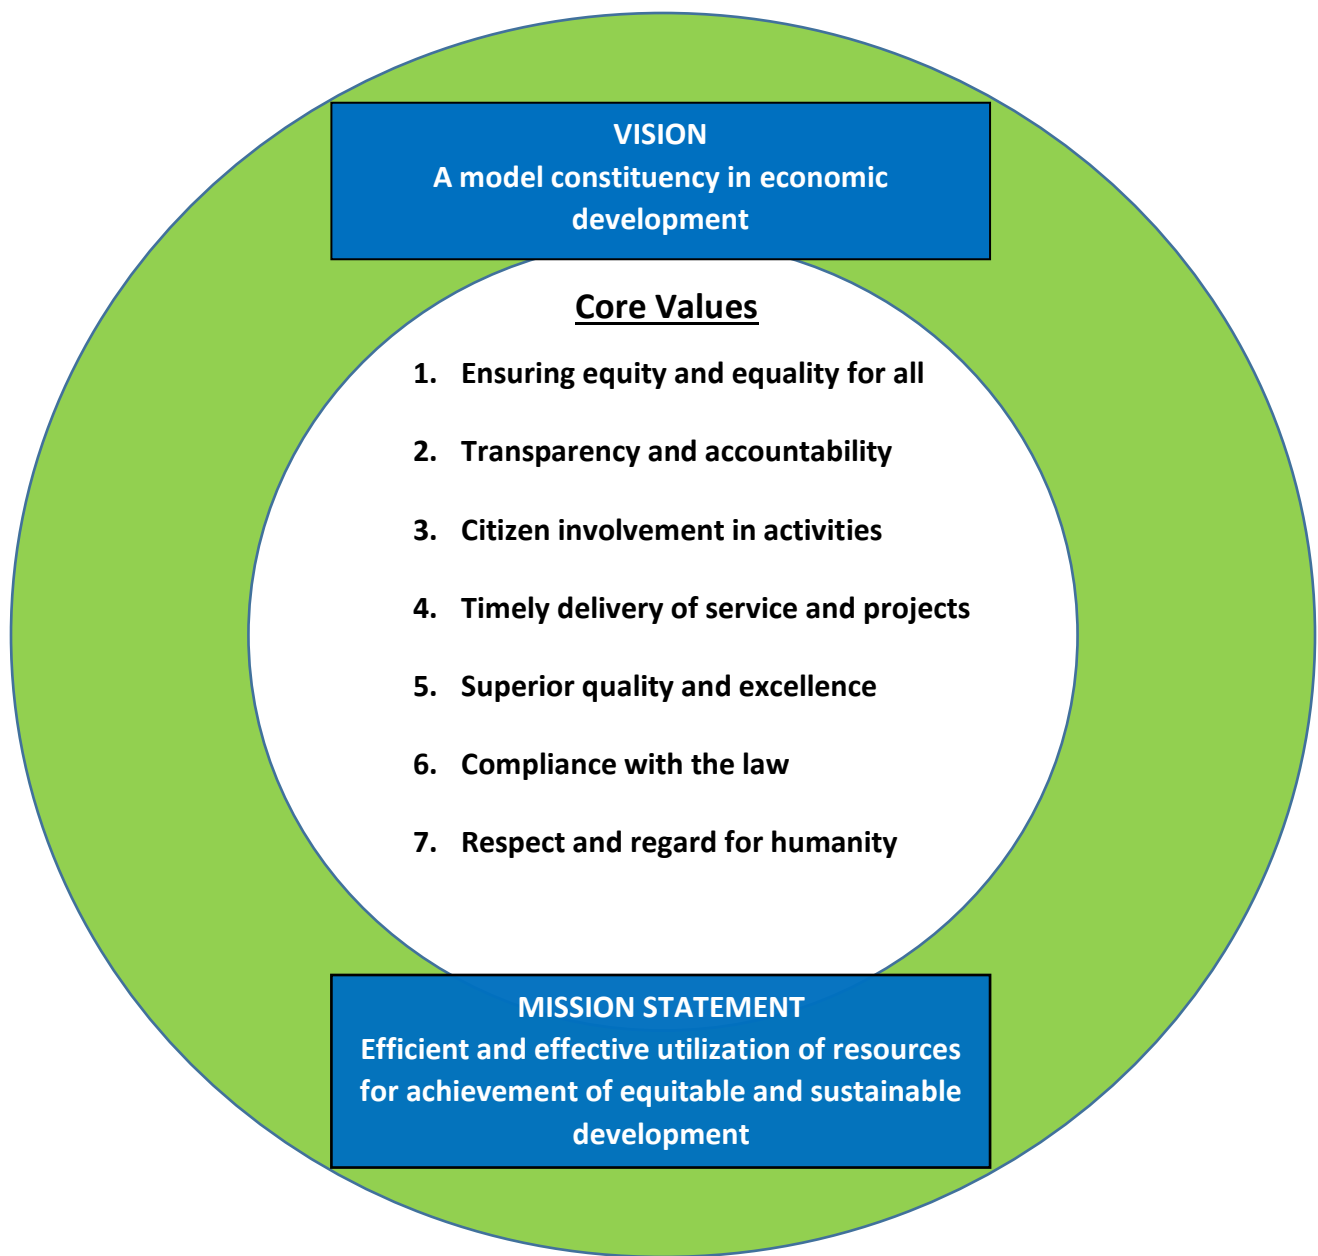 VISION
A model constituency in economic
development
Core Values
1. Ensuring equity and equality for all
2. Transparency and accountability
3. Citizen involvement in activities
4. Timely delivery of service and projects
5. Superior quality and excellence
6. Compliance with the law
7. Respect and regard for humanity
MISSION STATEMENT
Efficient and effective utilization of resources
for achievement of equitable and sustainable
development